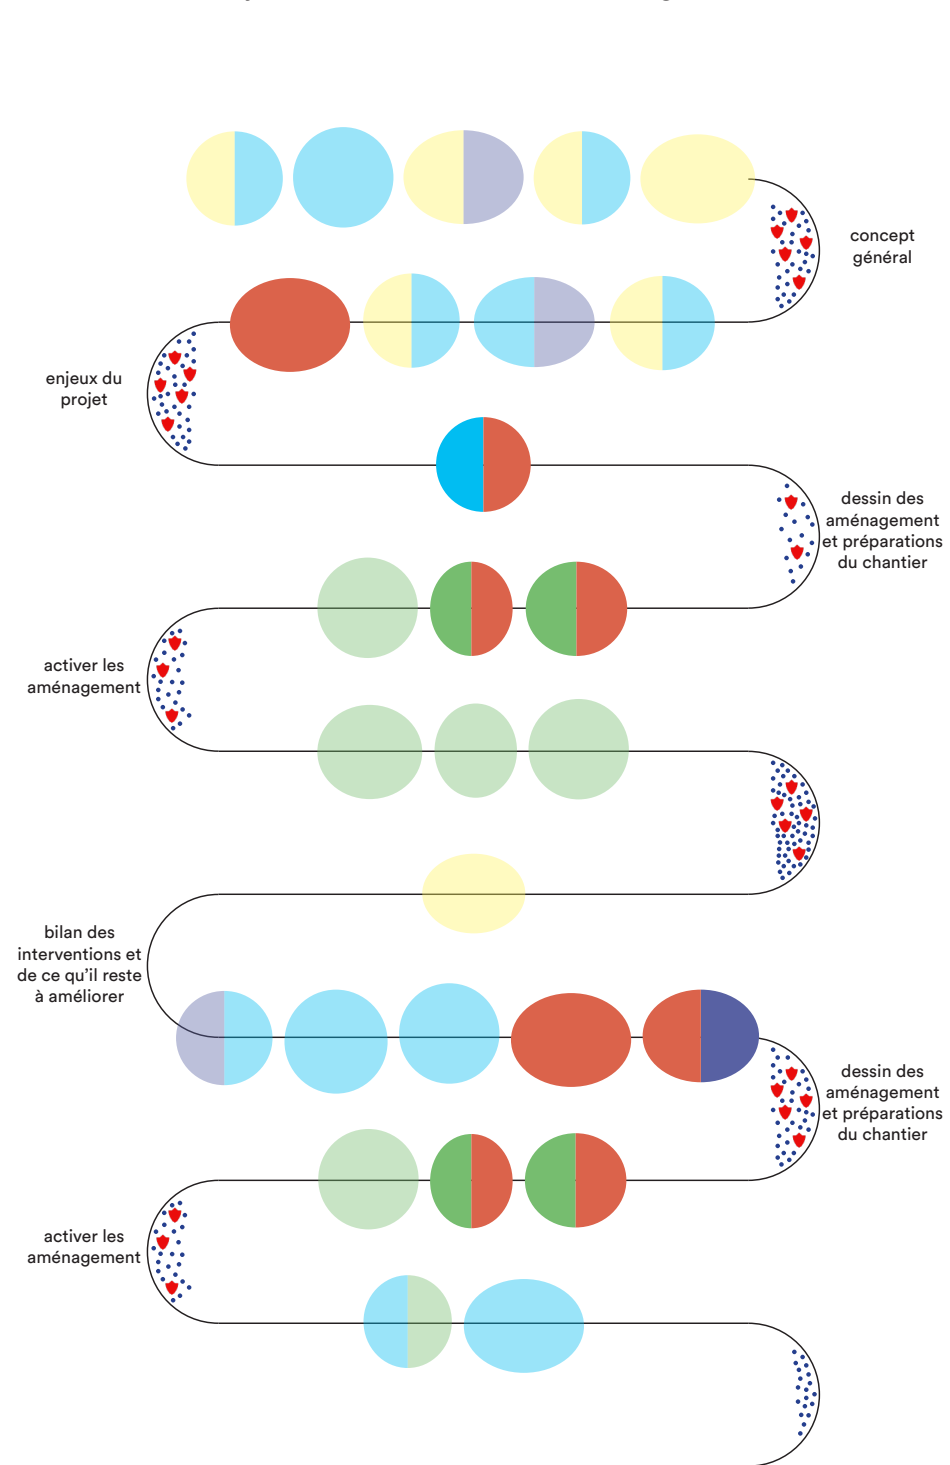 concept
général
enjeux du
projet
dessin des
aménagement
et préparations
du chantier
activer les
aménagement
bilan des
interventions et
de ce qu'il reste
à améliorer
dessin des
aménagement
et préparations
du chantier
activer les
aménagement